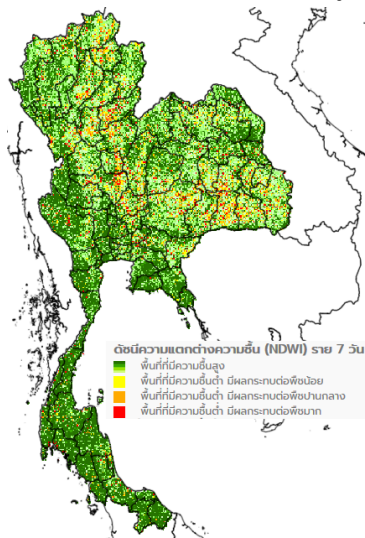 ดัชนีความแตกต่างความชื้น (NDWI) ราย 7 วัน
พื้นที่ที่มีความชื้นสูง
พื้นที่ที่มีความชื้นต่ำ มีผลกระทบต่อพืชน้อย
พื้นที่ที่มีความชื้นต่ำ มีผลกระทบต่อพืชปานกลาง
พื้นที่ที่มีความชื้นต่ำ มีผลกระทบต่อพืชมาก